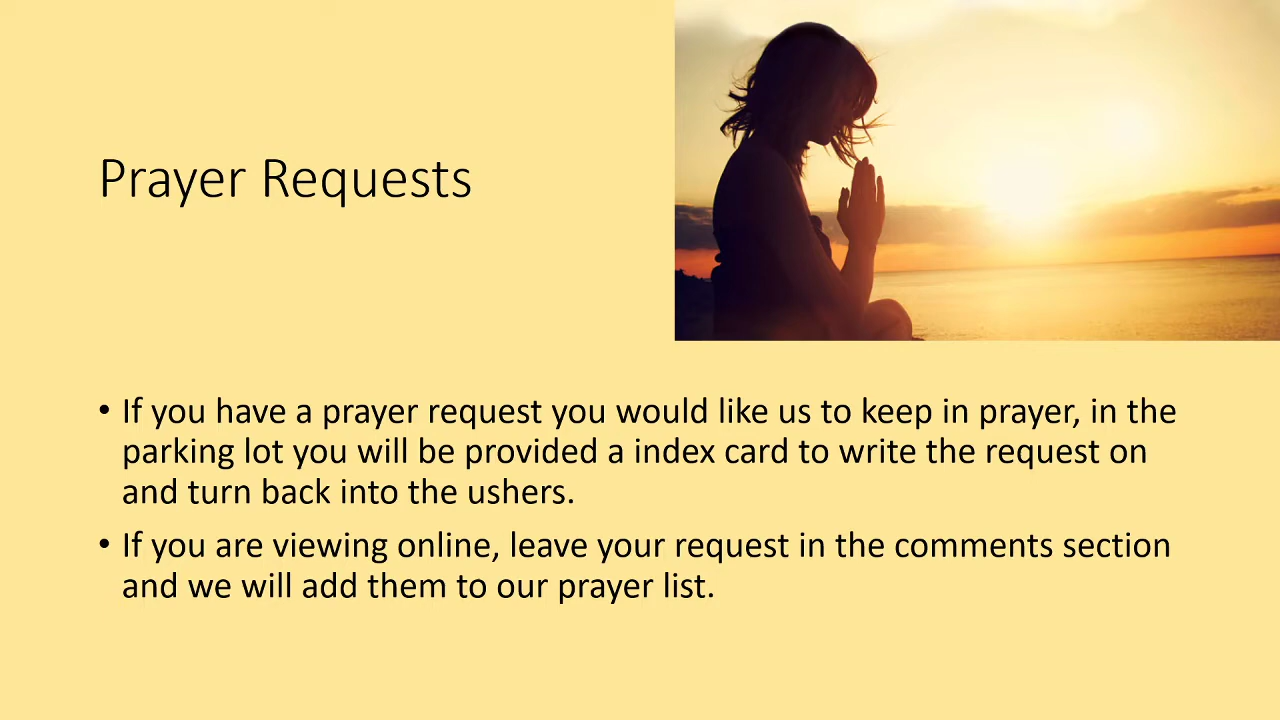 Prayer Requests
• If you have a prayer request you would like us to keep in prayer, in the
parking lot you will be provided a index card to write the request on
and turn back into the ushers.
• If you are viewing online, leave your request in the comments section
and we will add them to our prayer list.